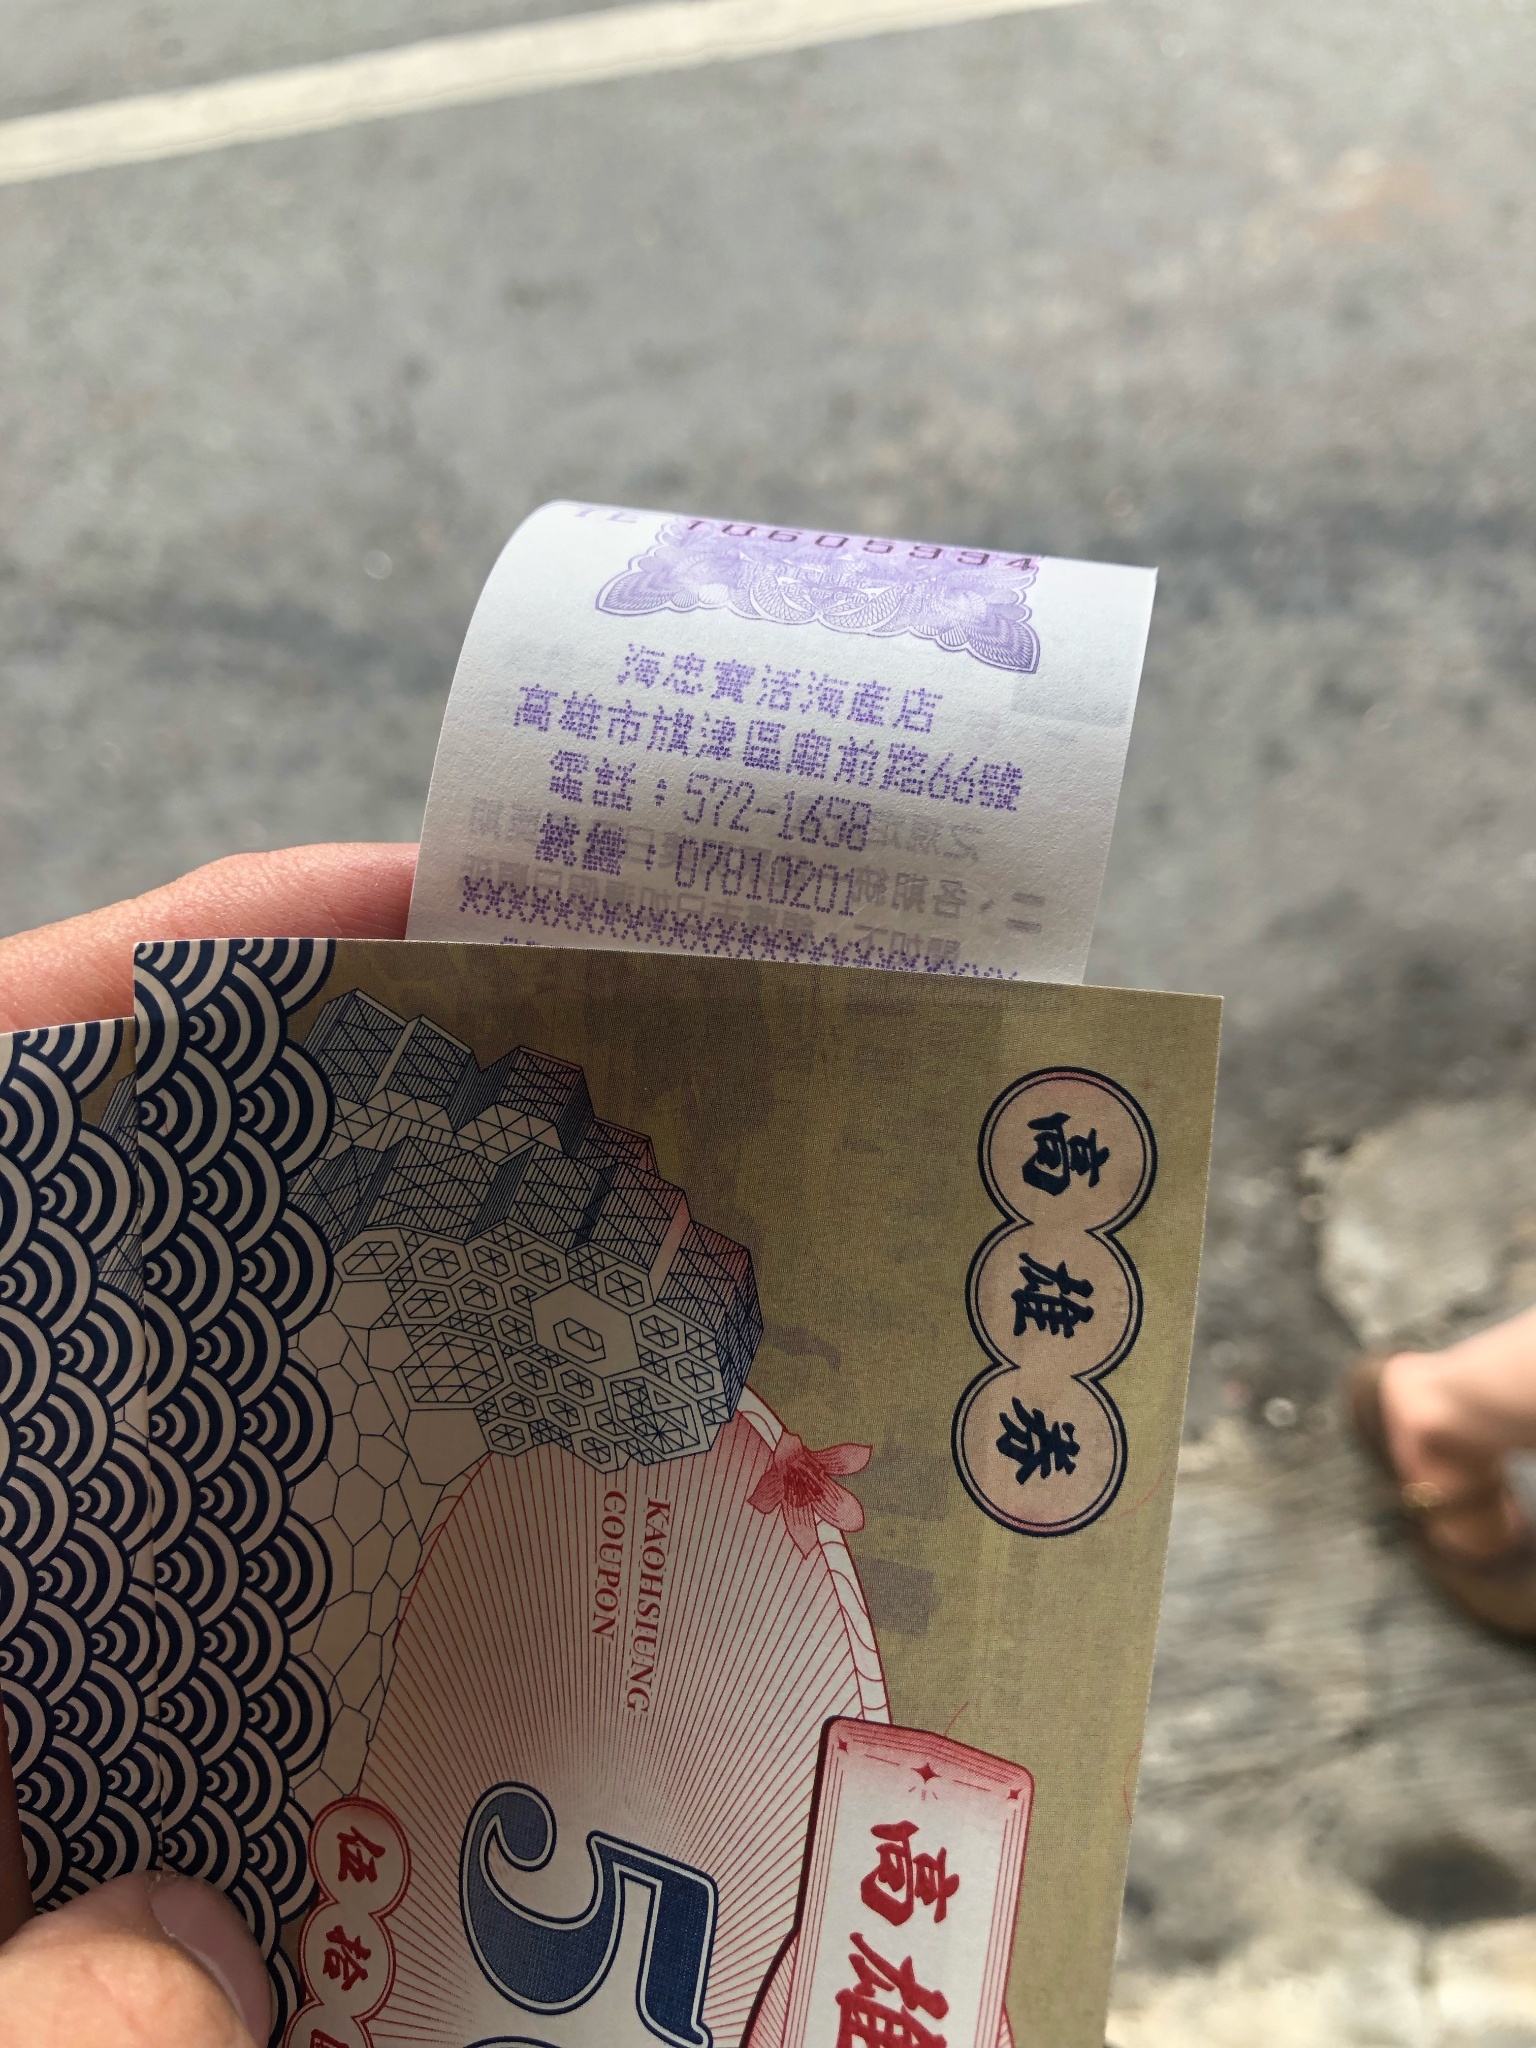 10605994
海忠寶活海產店
高雄市旗津區廟前路66號
電話：572-1658
統編：07810201
高雄券
KAOHSIUNG
COUPON
高雄
5
伍拾